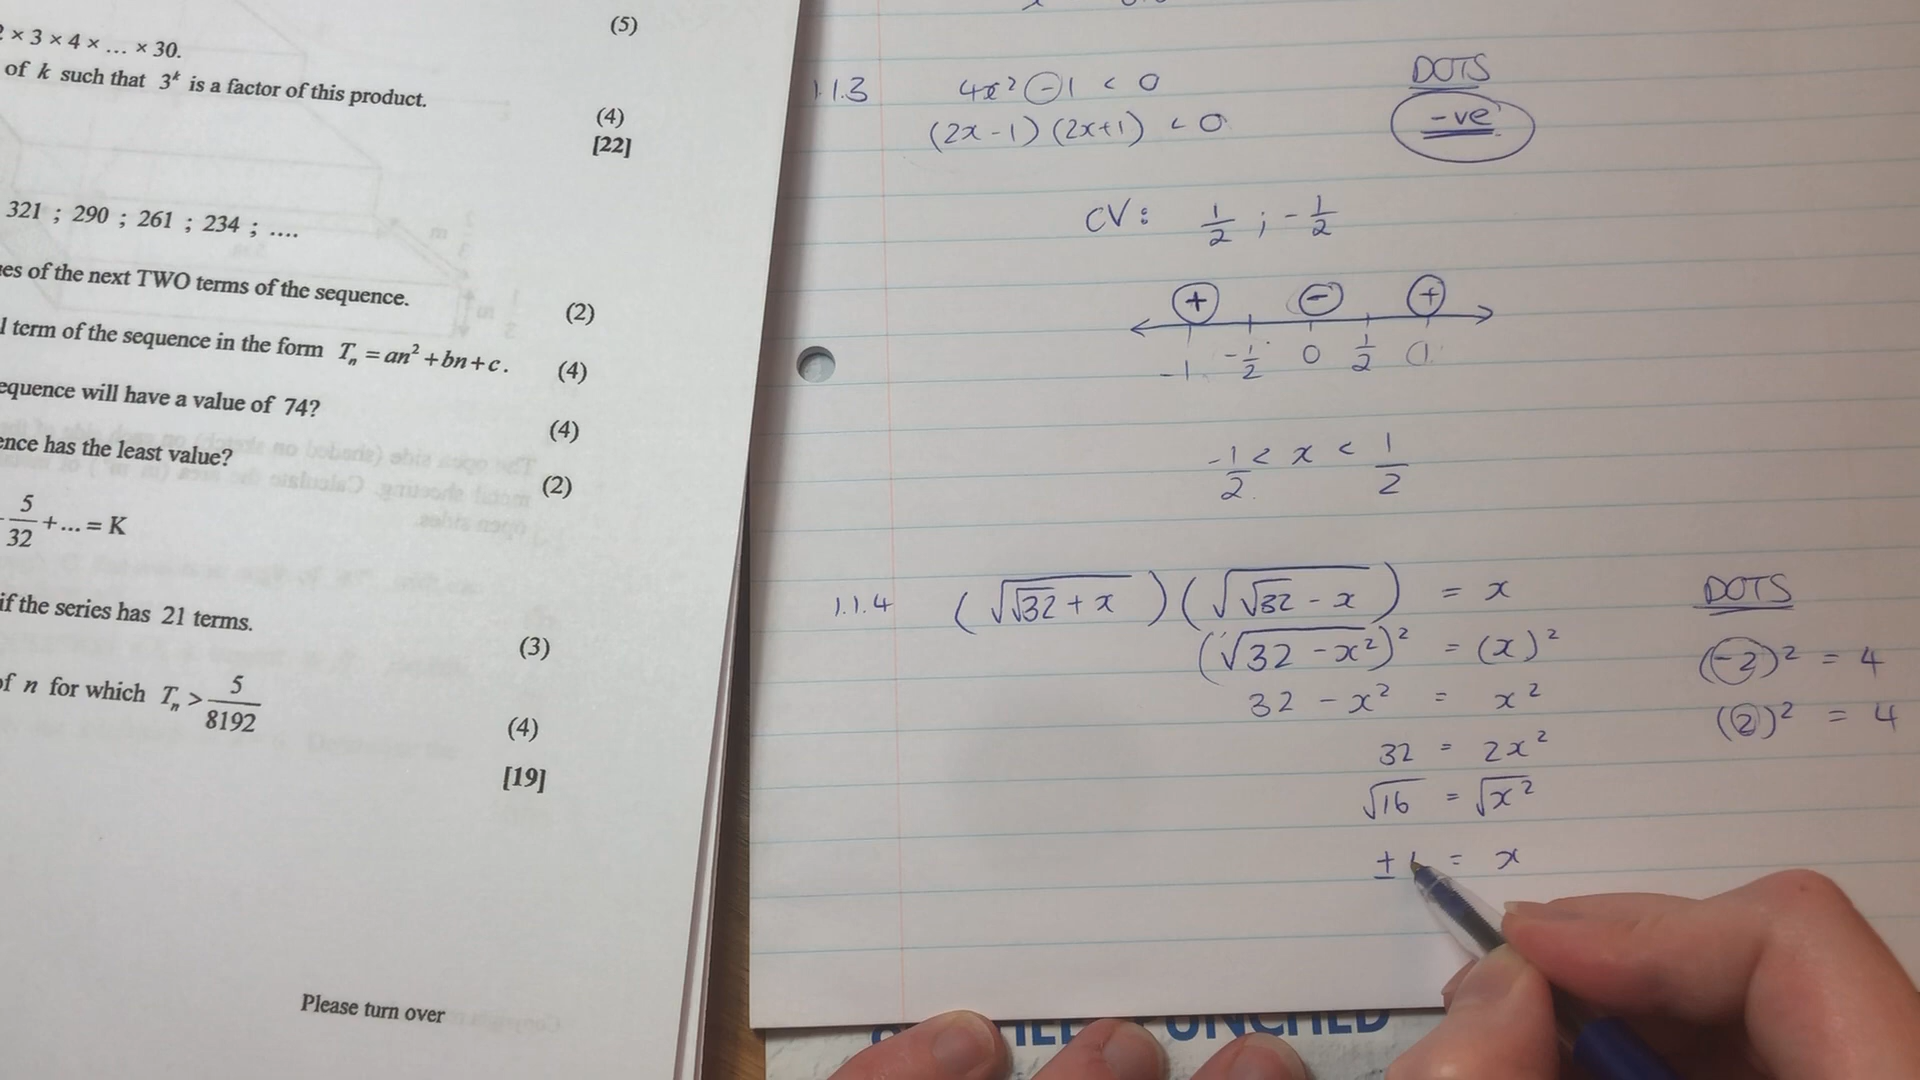 (5)
× 3 × 4 × ... × 30.
of k such that 3^k is a factor of this product.
(4)
[22]
321 ; 290 ; 261 ; 234 ; ....
of the next TWO terms of the sequence.
(2)
term of the sequence in the form T_n = an² + bn + c.
(4)
will have a value of 74?
(4)
has the least value?
(2)
5/32 + ... = K
if the series has 21 terms.
(3)
of n for which T_n > 5/8192
(4)
[19]
Please turn over
1.1.3 4x² - 1 < 0 DOTS
(2x - 1) (2x + 1) < 0 -ve
CV: 1/2 ; -1/2
+ - +
-1 -1/2 0 1/2 1
-1/2 < x < 1/2
1.1.4 (√(√32 + x)) (√(√32 - x)) = x DOTS
(√(32 - x²))² = (x)² (-2)² = 4
32 - x² = x² (2)² = 4
32 = 2x²
√16 = √x²
± = x